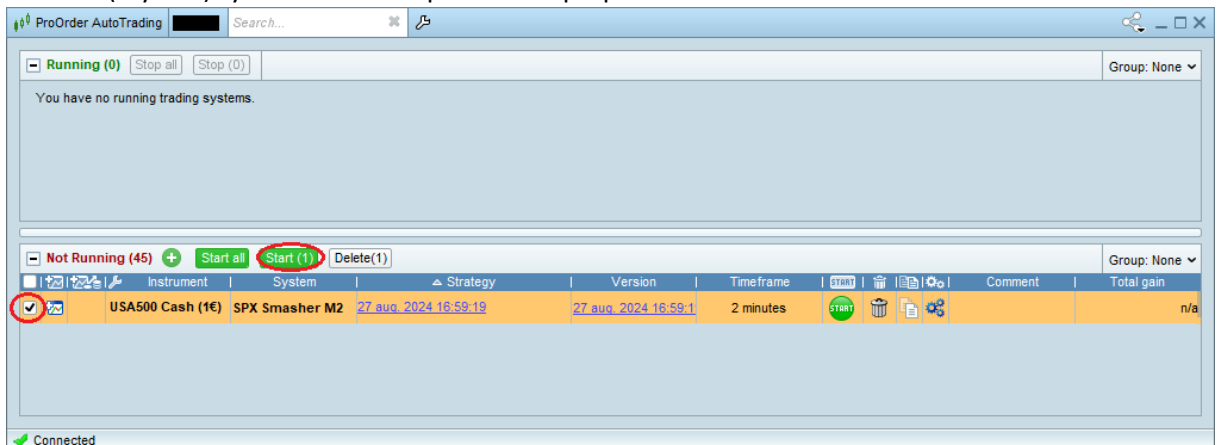 ProOrder AutoTrading Search...
Running (0) Stop all Stop (0) Group: None
You have no running trading systems.
Not Running (45) Start all Start (1) Delete(1) Group: None
Instrument System Strategy Version Timeframe START Comment Total gain
USA500 Cash (1€) SPX Smasher M2 27 aug. 2024 16:59:19 27 aug. 2024 16:59:1 2 minutes START n/a
Connected